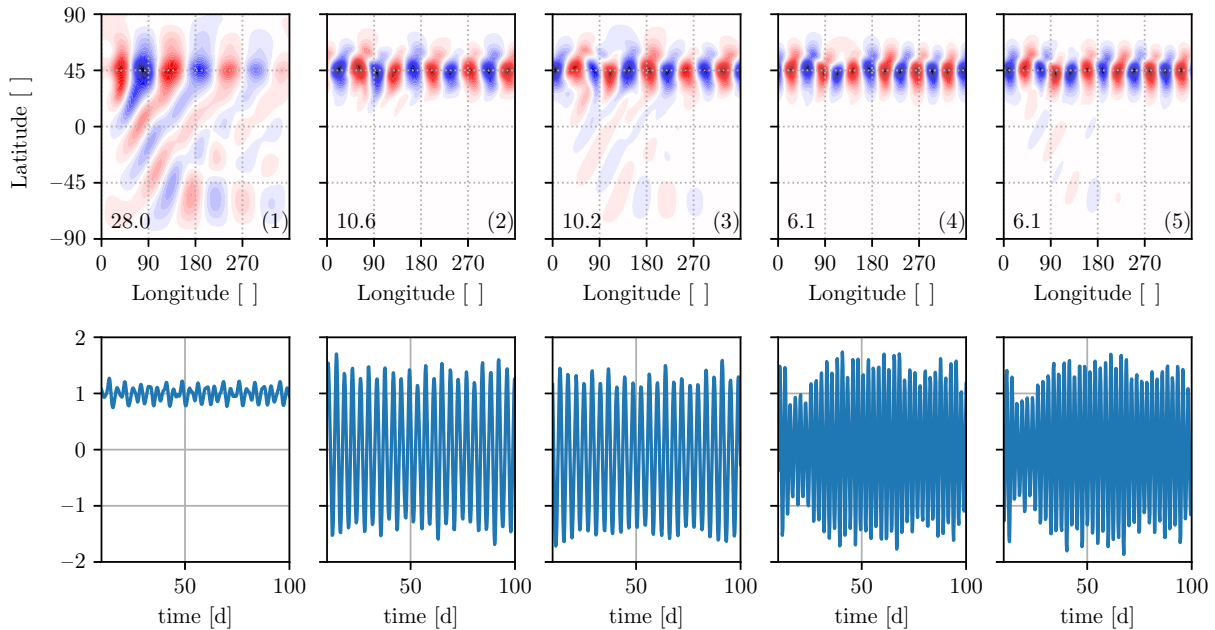 90
45
0
−45
−90
Latitude [ ]
28.0 (1)
10.6 (2)
10.2 (3)
6.1 (4)
6.1 (5)
0 90 180 270
0 90 180 270
0 90 180 270
0 90 180 270
0 90 180 270
Longitude [ ]
Longitude [ ]
Longitude [ ]
Longitude [ ]
Longitude [ ]
2
1
0
−1
−2
50 100
50 100
50 100
50 100
50 100
time [d]
time [d]
time [d]
time [d]
time [d]